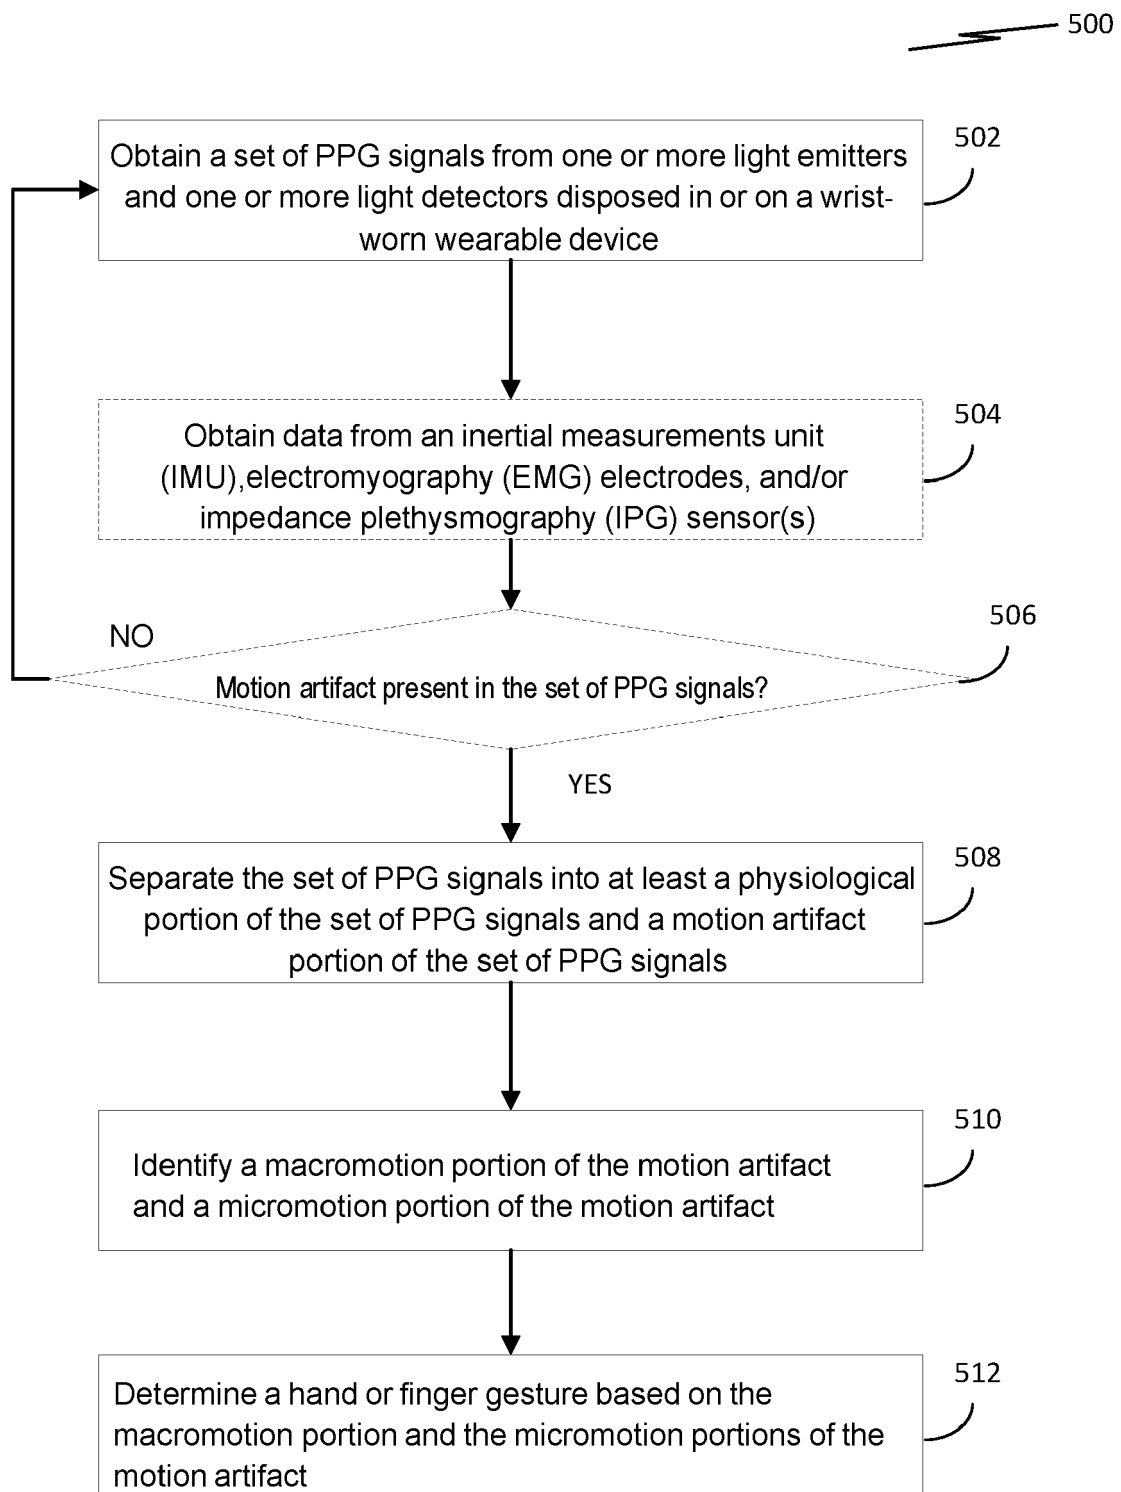 500
502
Obtain a set of PPG signals from one or more light emitters
and one or more light detectors disposed in or on a wrist-
worn wearable device
504
Obtain data from an inertial measurements unit
(IMU),electromyography (EMG) electrodes, and/or
impedance plethysmography (IPG) sensor(s)
506
NO
Motion artifact present in the set of PPG signals?
YES
508
Separate the set of PPG signals into at least a physiological
portion of the set of PPG signals and a motion artifact
portion of the set of PPG signals
510
Identify a macromotion portion of the motion artifact
and a micromotion portion of the motion artifact
512
Determine a hand or finger gesture based on the
macromotion portion and the micromotion portions of the
motion artifact